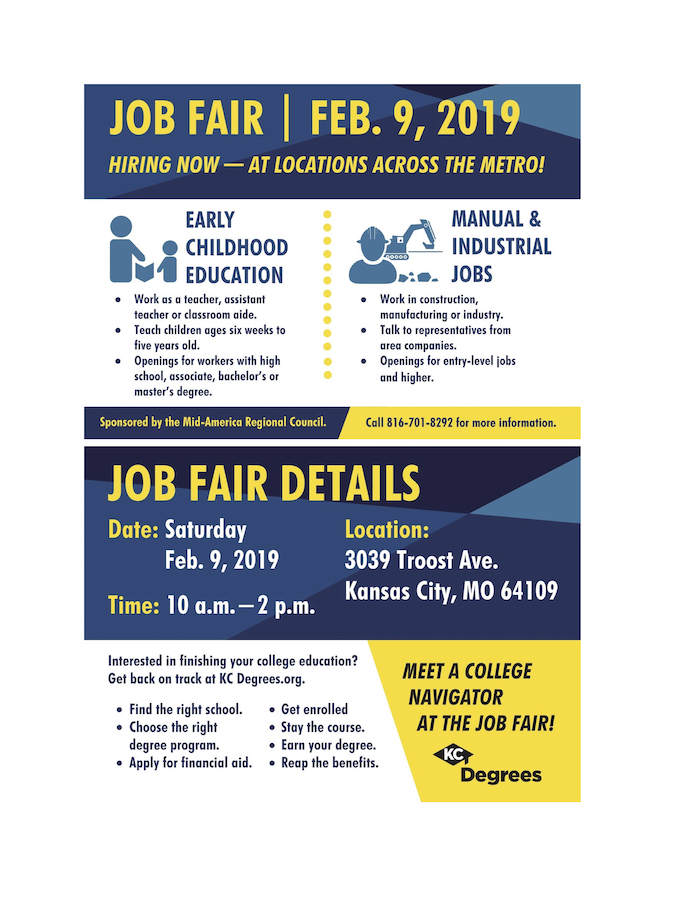 JOB FAIR | FEB. 9, 2019
HIRING NOW — AT LOCATIONS ACROSS THE METRO!
EARLY
CHILDHOOD
EDUCATION
• Work as a teacher, assistant
teacher or classroom aide.
• Teach children ages six weeks to
five years old.
• Openings for workers with high
school, associate, bachelor's or
master's degree.
MANUAL &
INDUSTRIAL
JOBS
• Work in construction,
manufacturing or industry.
• Talk to representatives from
area companies.
• Openings for entry-level jobs
and higher.
Sponsored by the Mid-America Regional Council.
Call 816-701-8292 for more information.
JOB FAIR DETAILS
Date: Saturday
Feb. 9, 2019
Time: 10 a.m.—2 p.m.
Location:
3039 Troost Ave.
Kansas City, MO 64109
Interested in finishing your college education?
Get back on track at KC Degrees.org.
• Find the right school.
• Choose the right
degree program.
• Apply for financial aid.
• Get enrolled
• Stay the course.
• Earn your degree.
• Reap the benefits.
MEET A COLLEGE
NAVIGATOR
AT THE JOB FAIR!
KC
Degrees